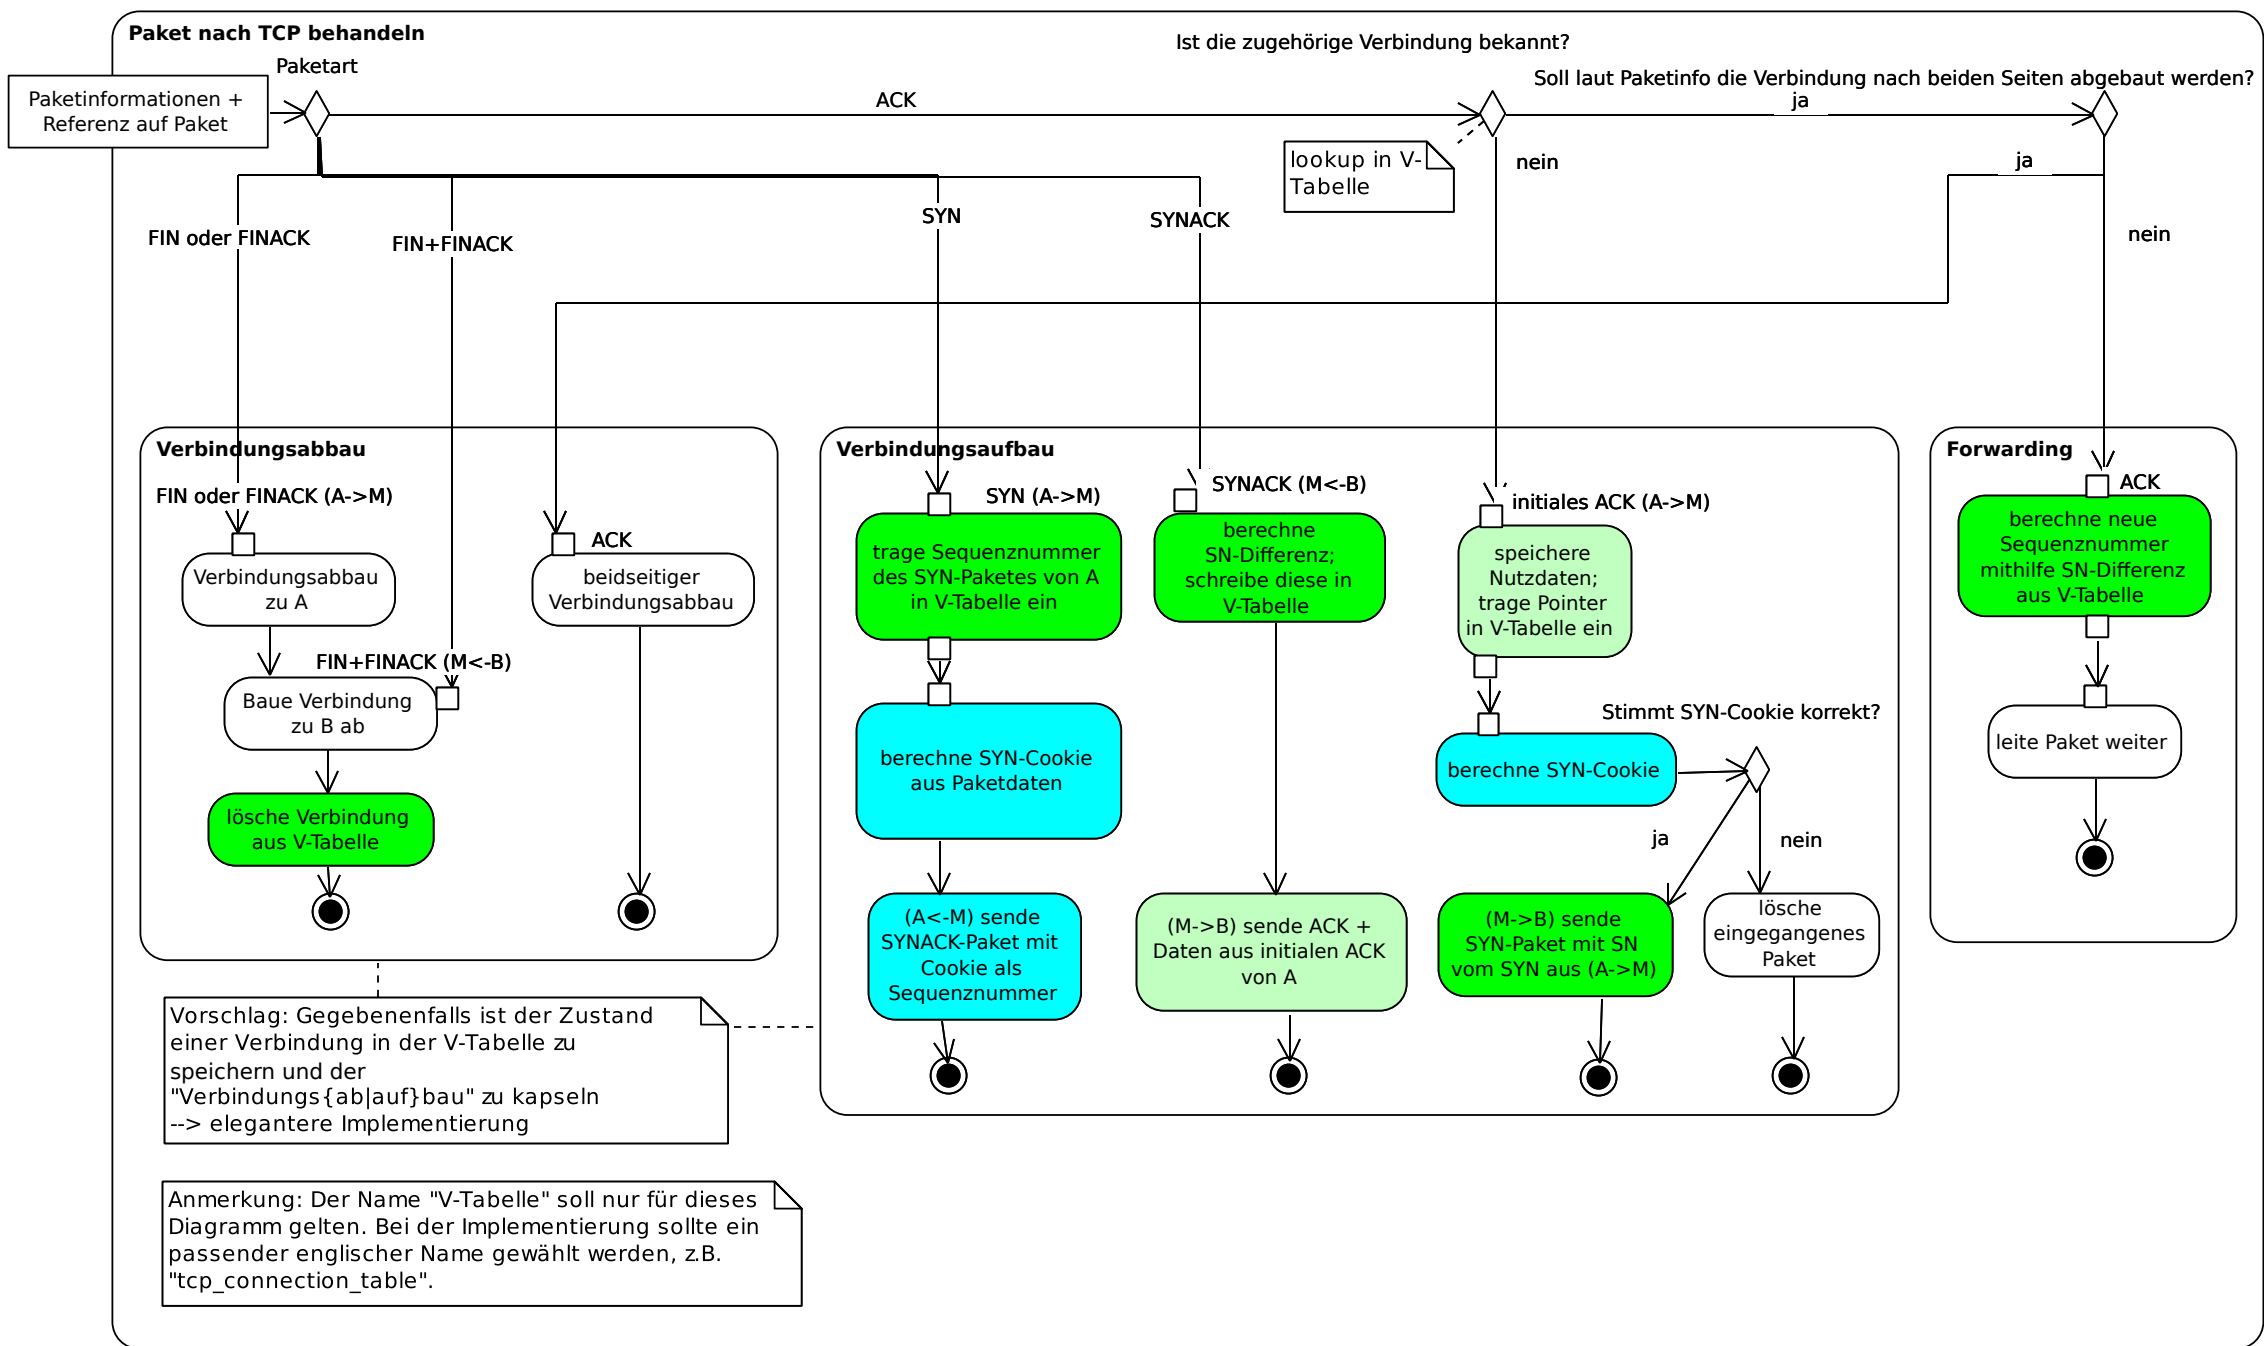 Paket nach TCP behandeln
Ist die zugehörige Verbindung bekannt?
Paketart
Soll laut Paketinfo die Verbindung nach beiden Seiten abgebaut werden?
Paketinformationen +
Referenz auf Paket
ACK
ja
lookup in V-
Tabelle
nein
ja
FIN oder FINACK
FIN+FINACK
SYN
SYNACK
nein
Verbindungsabbau
FIN oder FINACK (A->M)
Verbindungsabbau
zu A
ACK
beidseitiger
Verbindungsabbau
FIN+FINACK (M<-B)
Baue Verbindung
zu B ab
lösche Verbindung
aus V-Tabelle
Verbindungsaufbau
SYN (A->M)
trage Sequenznummer
des SYN-Paketes von A
in V-Tabelle ein
berechne SYN-Cookie
aus Paketdaten
(A<-M) sende
SYNACK-Paket mit
Cookie als
Sequenznummer
SYNACK (M<-B)
berechne
SN-Differenz;
schreibe diese in
V-Tabelle
(M->B) sende ACK +
Daten aus initialen ACK
von A
initiales ACK (A->M)
speichere
Nutzdaten;
trage Pointer
in V-Tabelle ein
Stimmt SYN-Cookie korrekt?
berechne SYN-Cookie
ja
nein
(M->B) sende
SYN-Paket mit SN
vom SYN aus (A->M)
lösche
eingegangenes
Paket
Forwarding
ACK
berechne neue
Sequenznummer
mithilfe SN-Differenz
aus V-Tabelle
leite Paket weiter
Vorschlag: Gegebenenfalls ist der Zustand
einer Verbindung in der V-Tabelle zu
speichern und der
"Verbindungs{ab|auf}bau" zu kapseln
--> elegantere Implementierung
Anmerkung: Der Name "V-Tabelle" soll nur für dieses
Diagramm gelten. Bei der Implementierung sollte ein
passender englischer Name gewählt werden, z.B.
"tcp_connection_table".